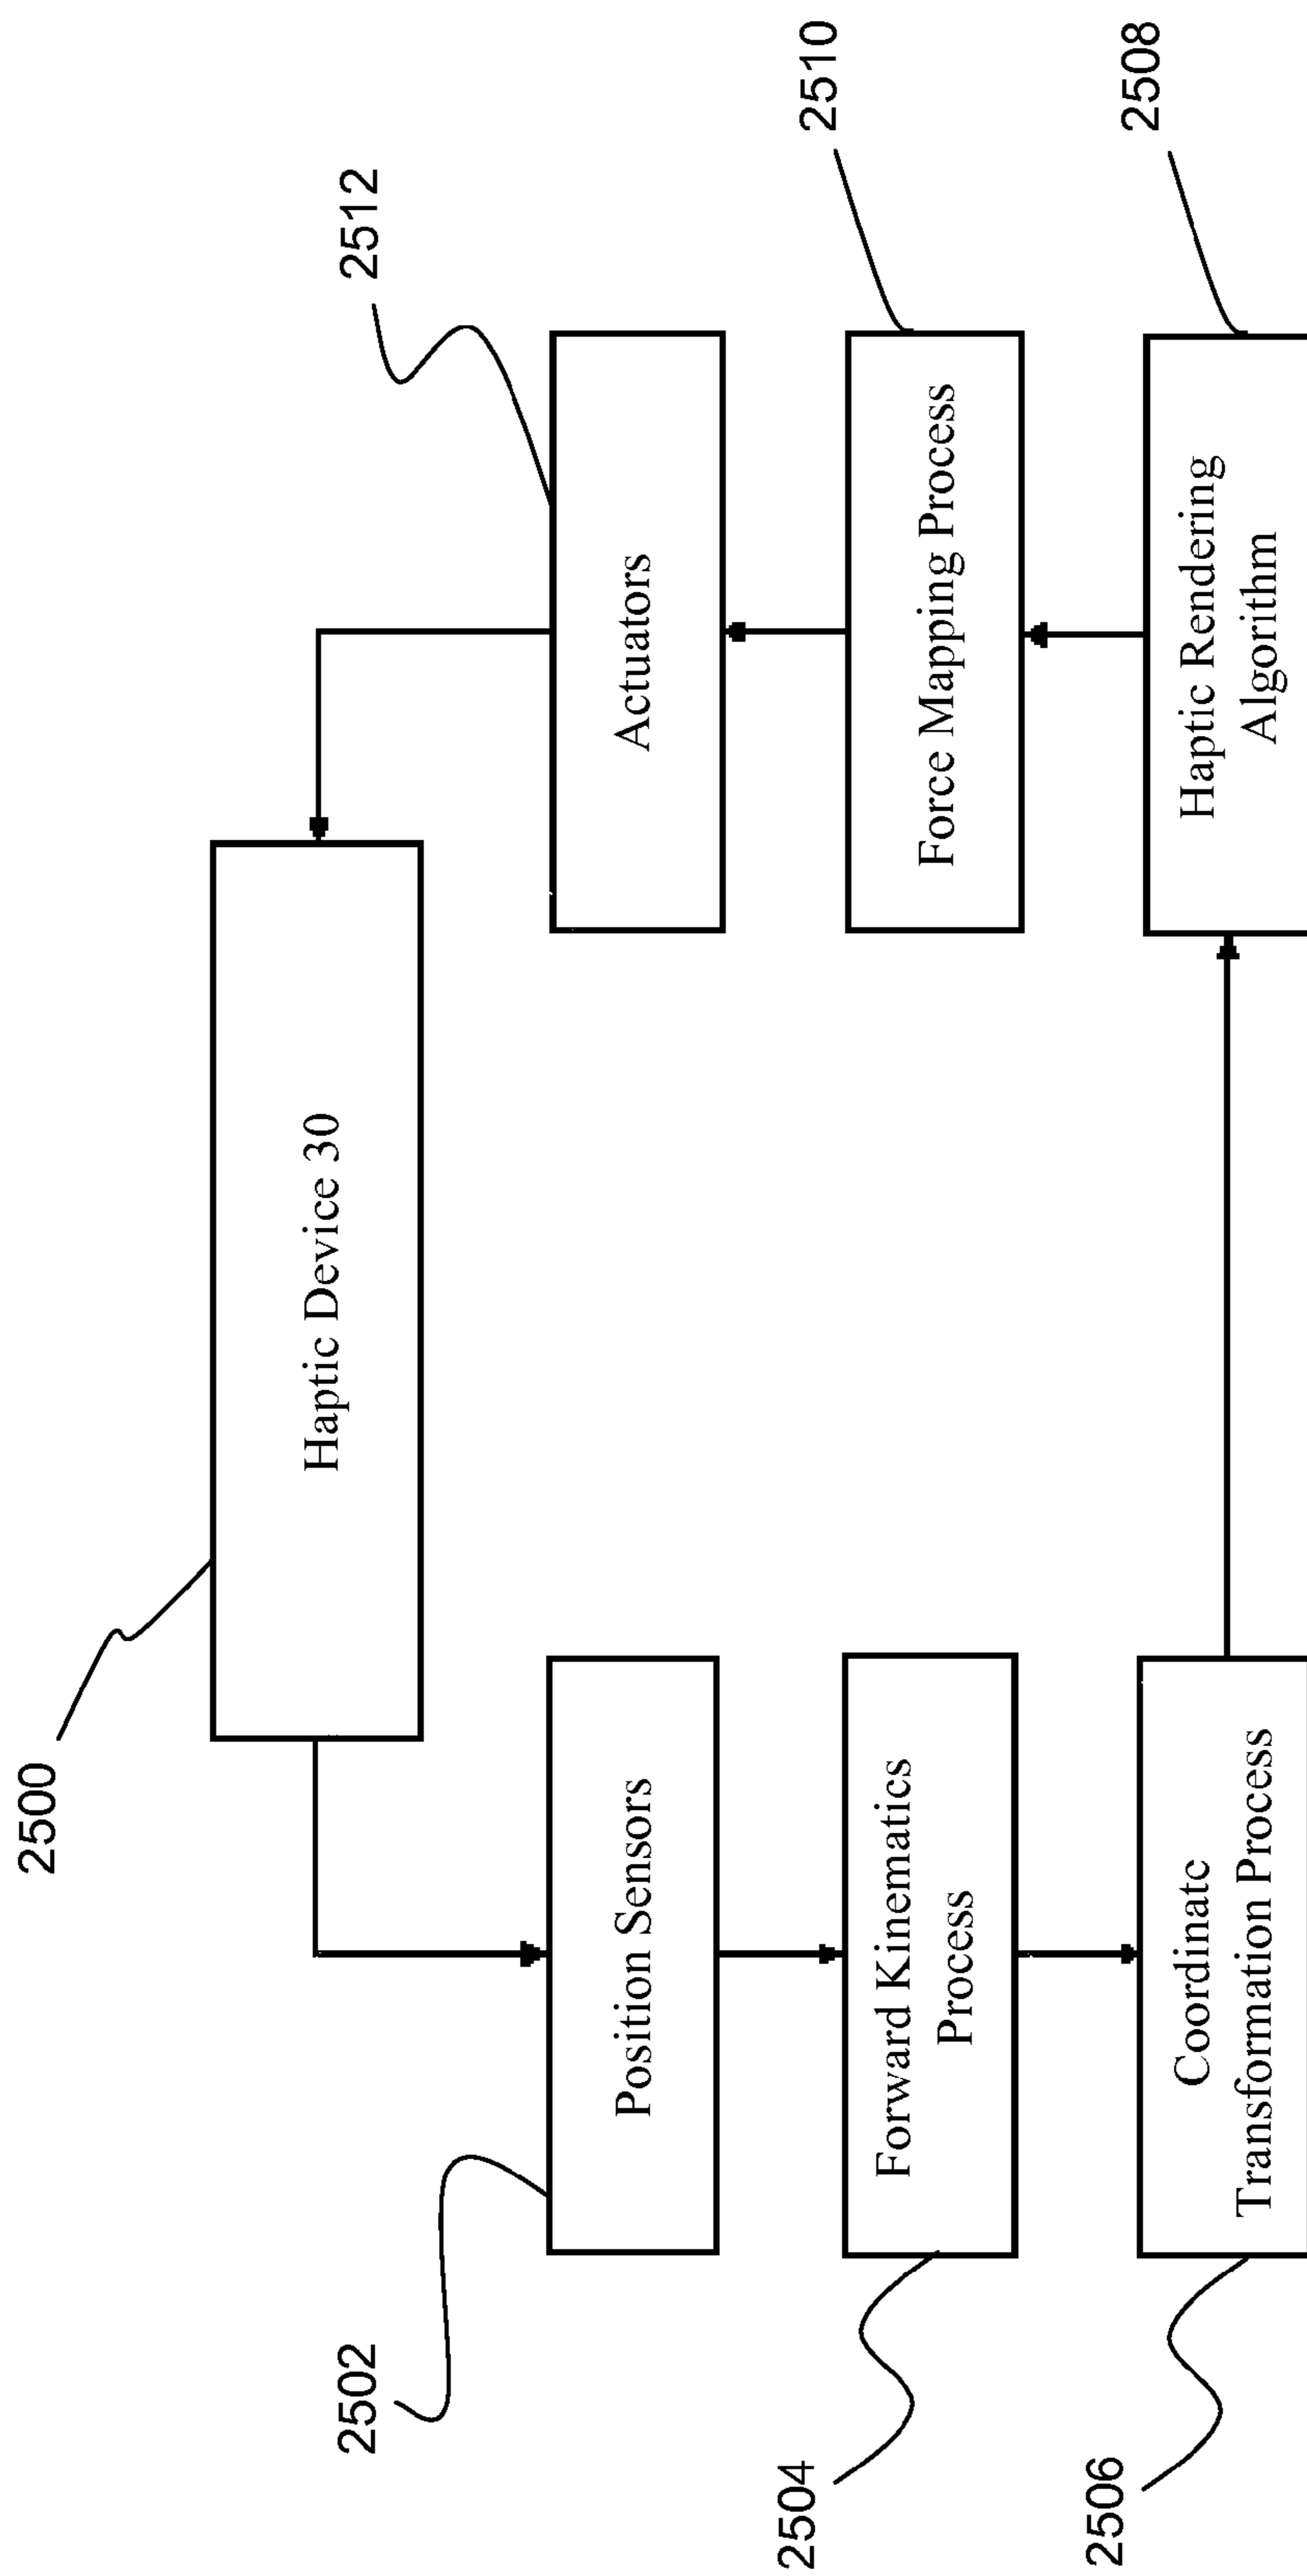 2500
Haptic Device 30
2502
2512
Position Sensors
Actuators
2504
2510
Forward Kinematics
Process
Force Mapping Process
2506
2508
Coordinate
Transformation Process
Haptic Rendering
Algorithm